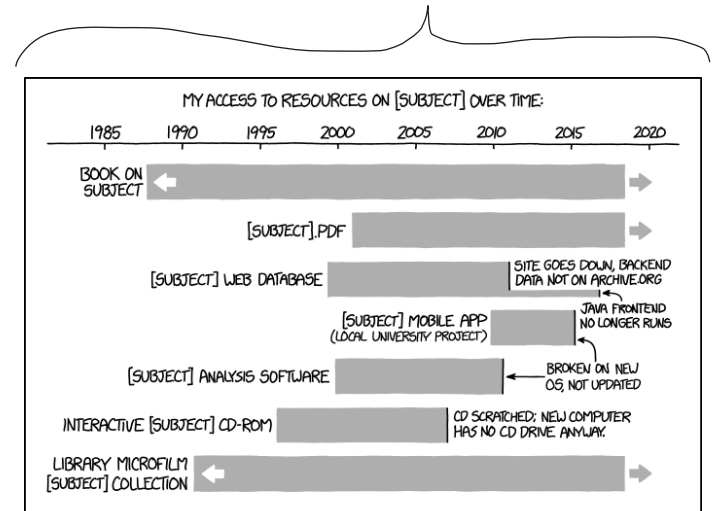 MY ACCESS TO RESOURCES ON [SUBJECT] OVER TIME:
1985 1990 1995 2000 2005 2010 2015 2020
BOOK ON
SUBJECT
[SUBJECT].PDF
[SUBJECT] WEB DATABASE
SITE GOES DOWN, BACKEND
DATA NOT ON ARCHIVE.ORG
JAVA FRONTEND
NO LONGER RUNS
[SUBJECT] MOBILE APP
(LOCAL UNIVERSITY PROJECT)
[SUBJECT] ANALYSIS SOFTWARE
BROKEN ON NEW
OS, NOT UPDATED
INTERACTIVE [SUBJECT] CD-ROM
CD SCRATCHED; NEW COMPUTER
HAS NO CD DRIVE ANYWAY.
LIBRARY MICROFILM
[SUBJECT] COLLECTION